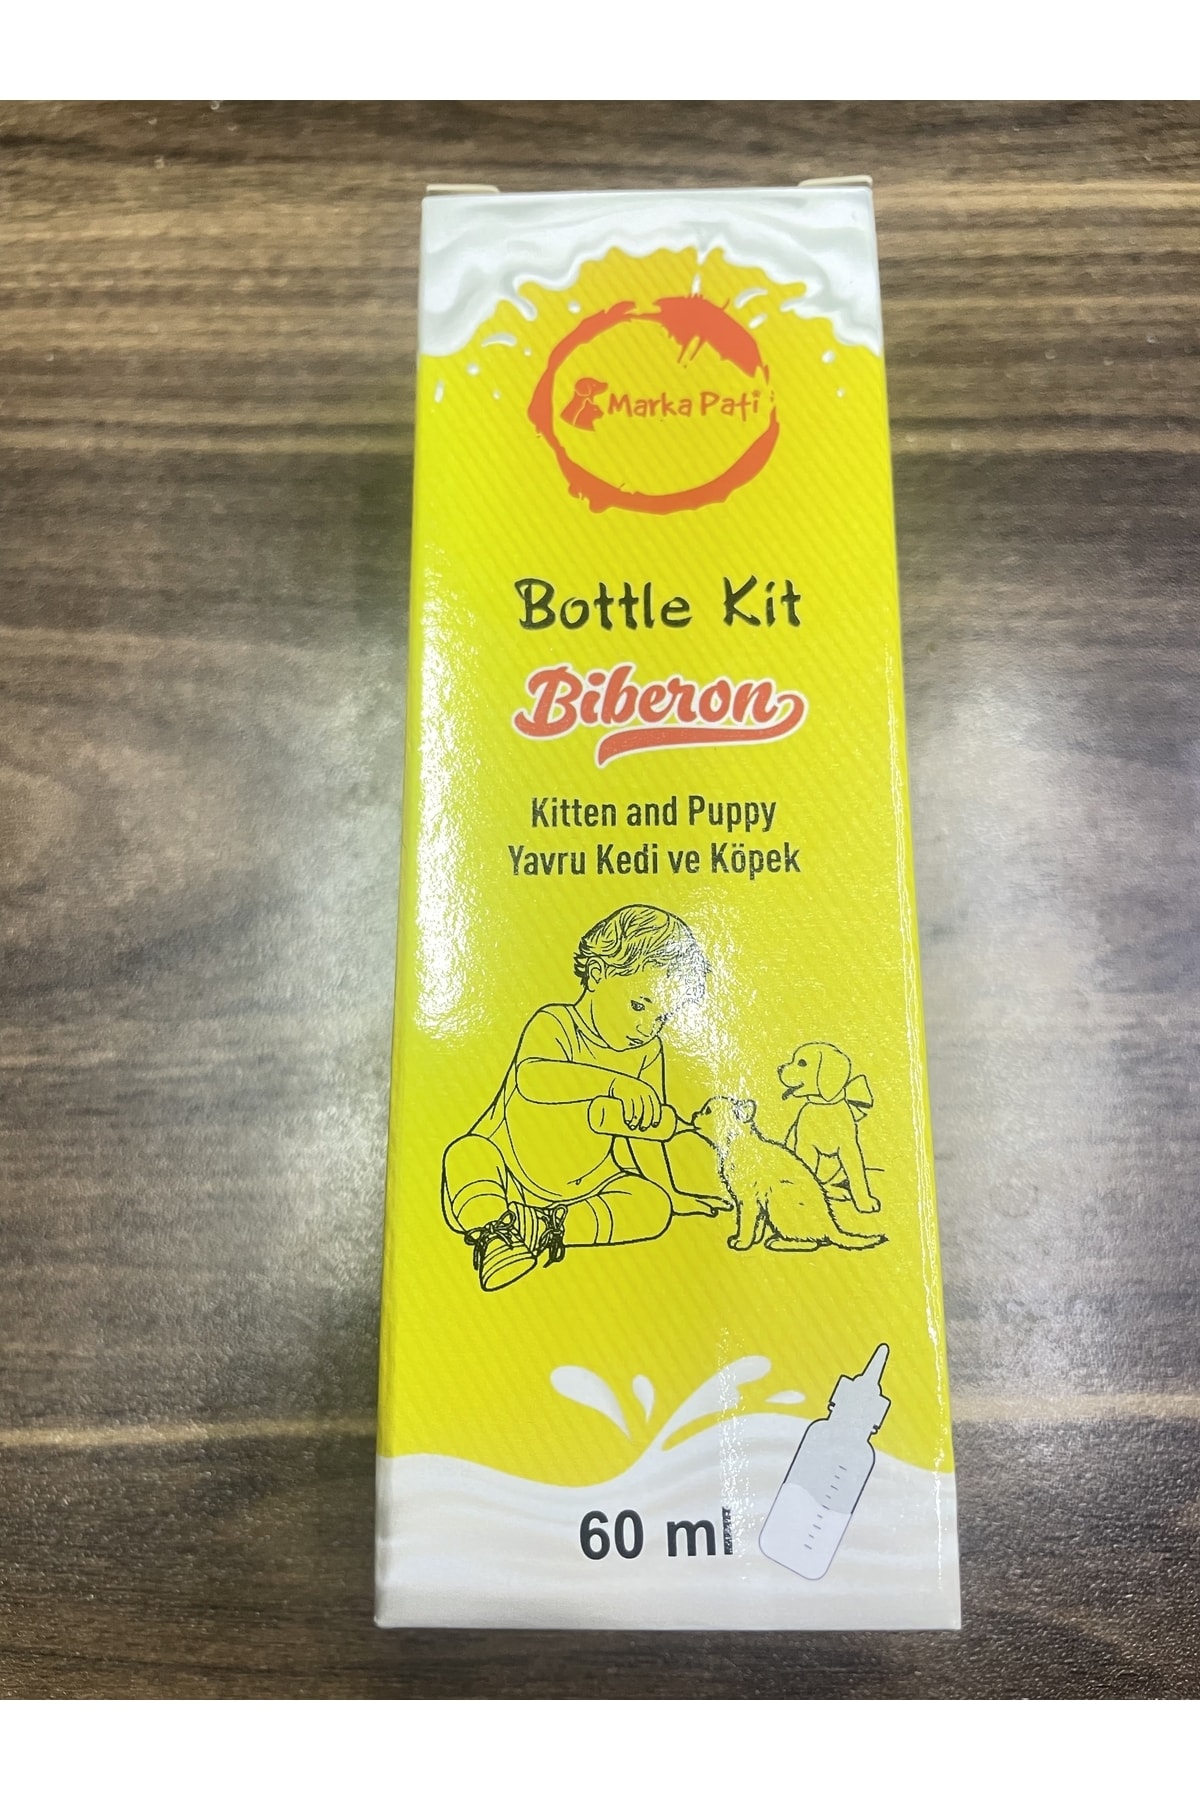 Marka Pati
Bottle Kit
Biberon
Kitten and Puppy
Yavru Kedi ve Köpek
60 ml